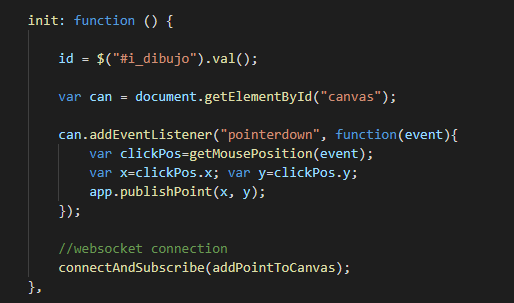 init: function () {
id = $("#i_dibujo").val();
var can = document.getElementById("canvas");
can.addEventListener("pointerdown", function(event){
var clickPos=getMousePosition(event);
var x=clickPos.x; var y=clickPos.y;
app.publishPoint(x, y);
});
//websocket connection
connectAndSubscribe(addPointToCanvas);
},